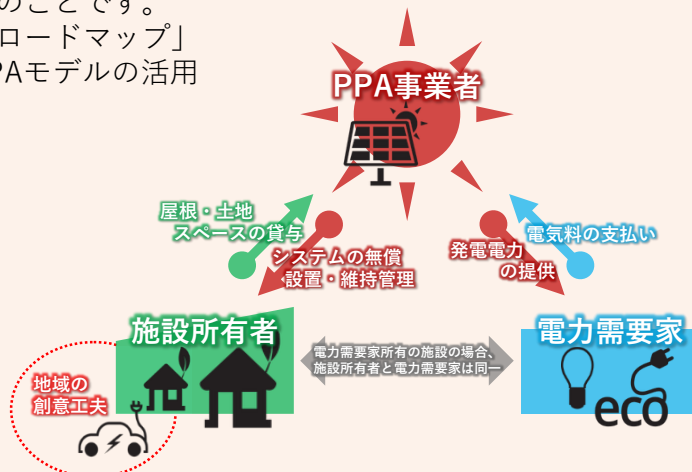 のことです。
ロードマップ」
PAモデルの活用
PPA事業者
屋根・土地
スペースの貸与
システムの無償
設置・維持管理
発電電力
の提供
電気料の支払い
施設所有者
電力需要家所有の施設の場合、
施設所有者と電力需要家は同一
電力需要家
地域の
創意工夫
eco